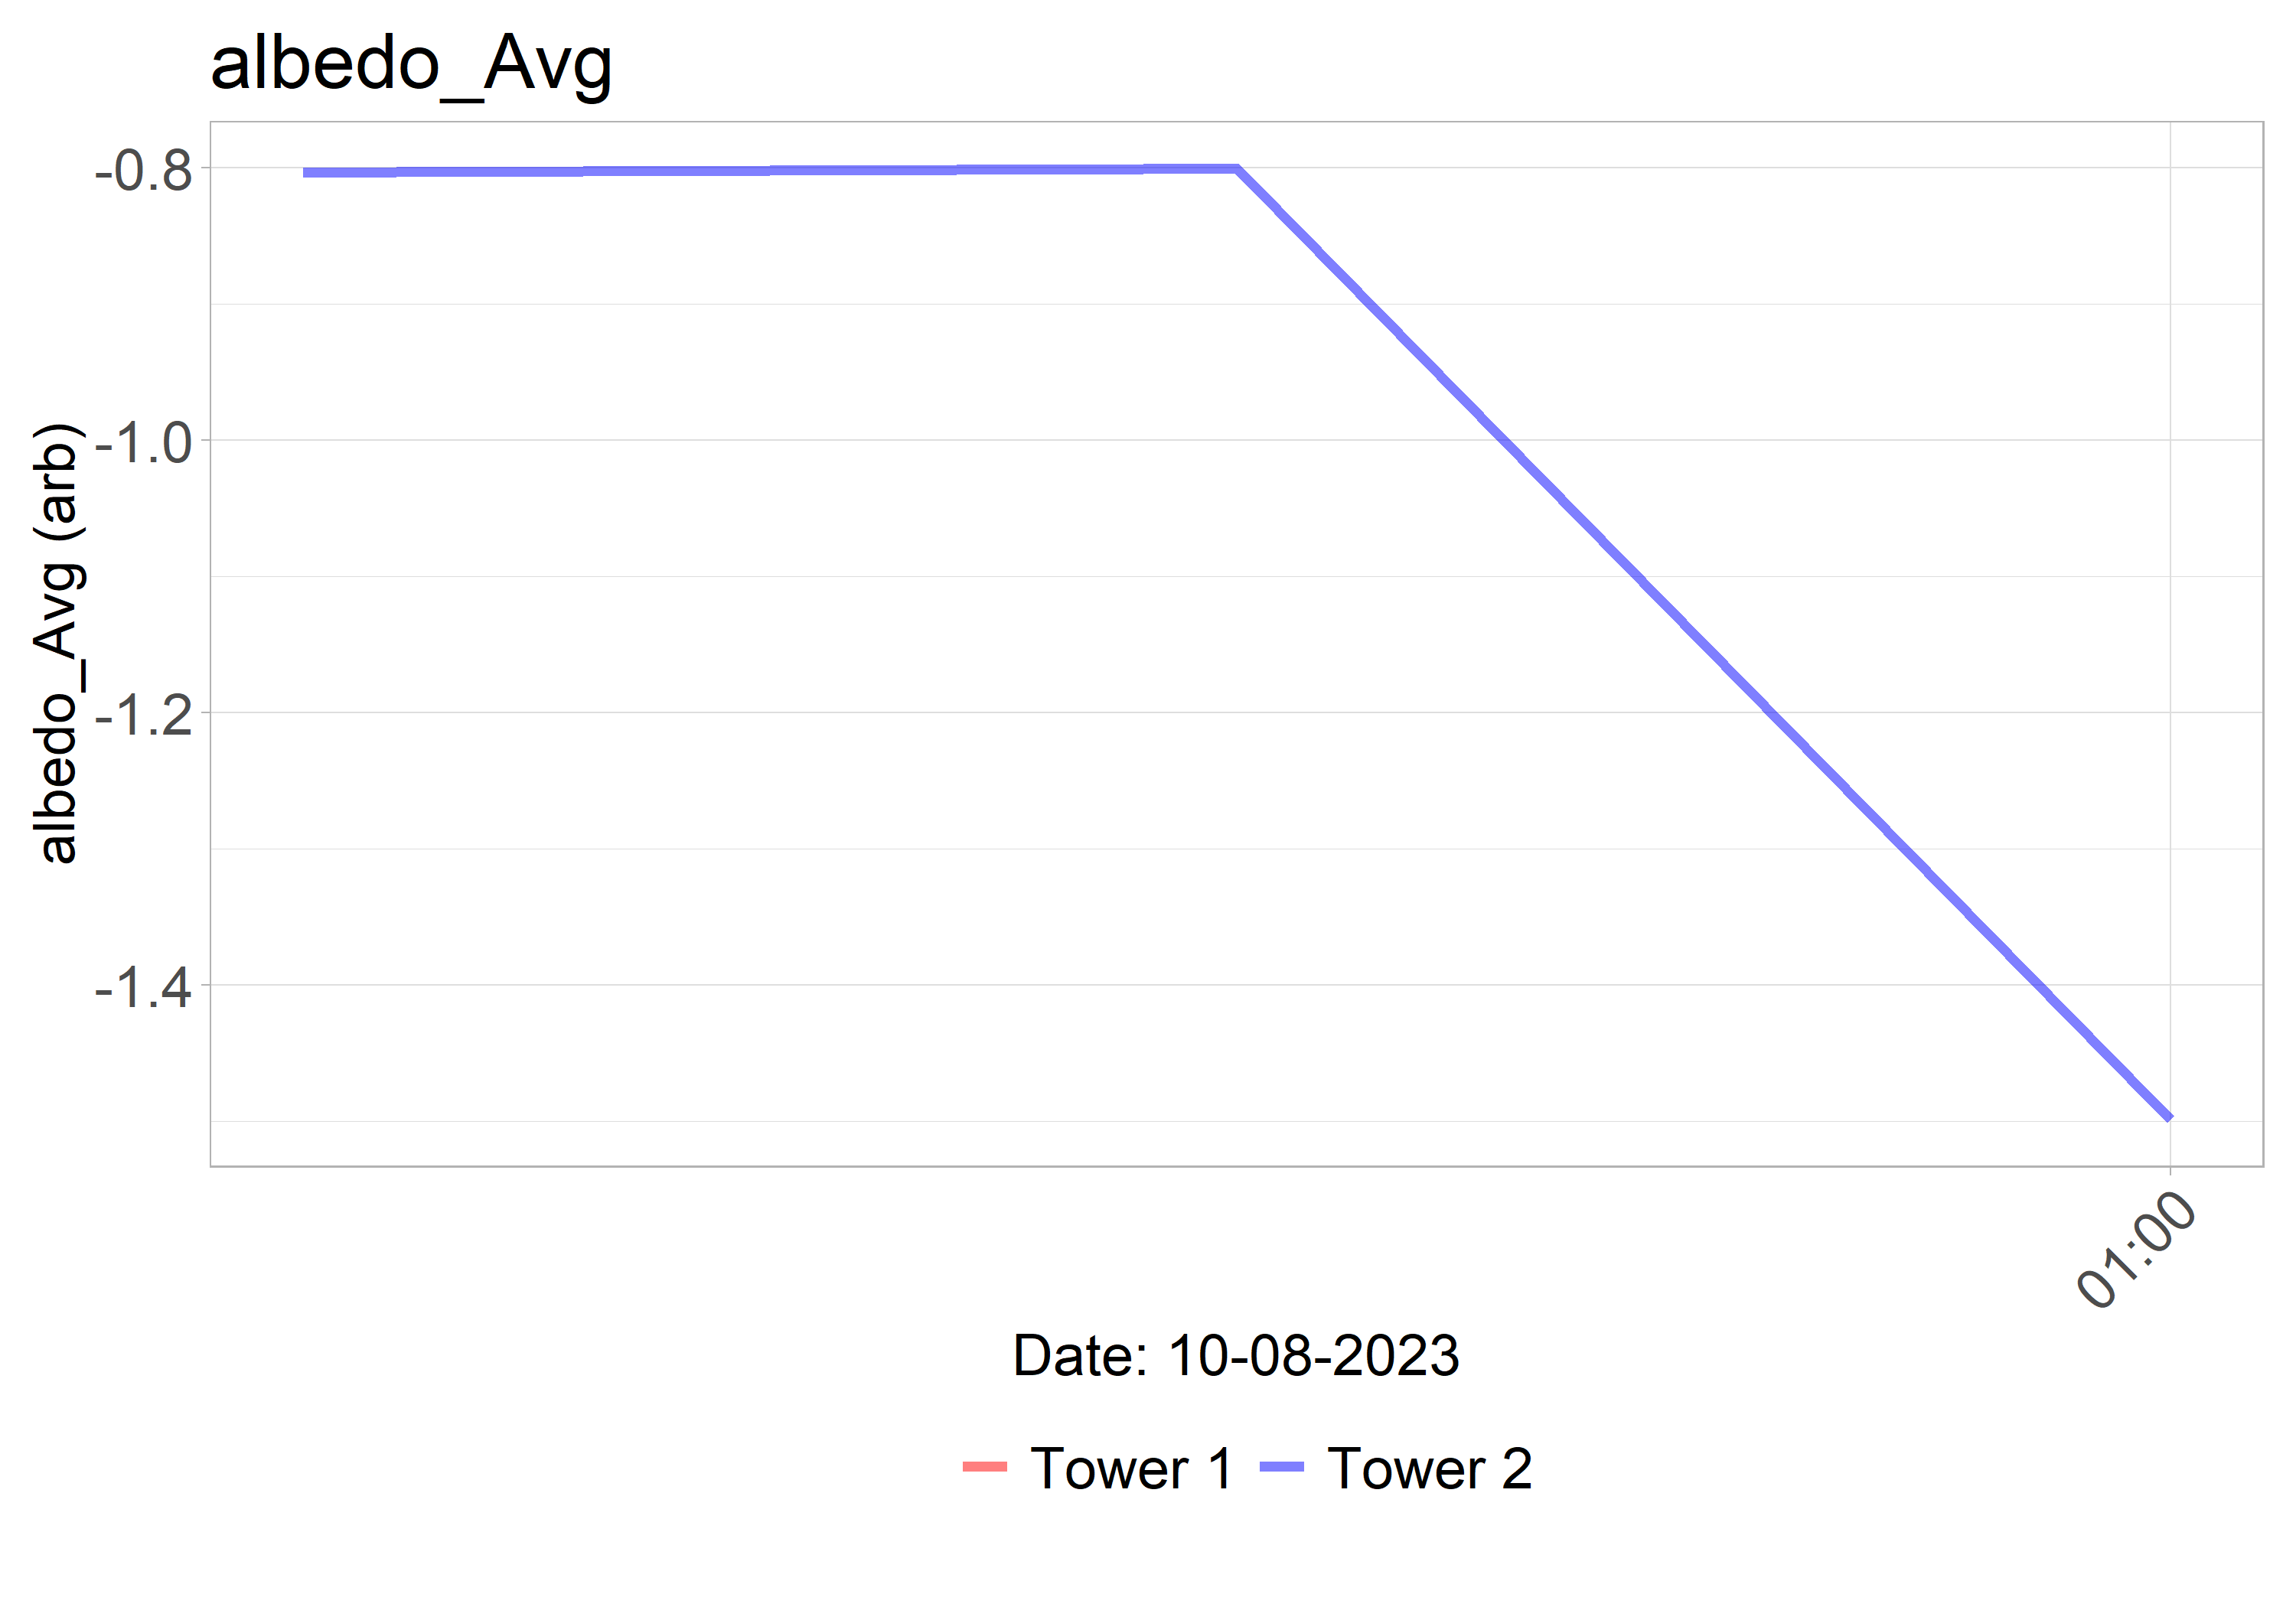 albedo_Avg
albedo_Avg (arb)
-0.8
-1.0
-1.2
-1.4
01:00
Date: 10-08-2023
Tower 1 Tower 2